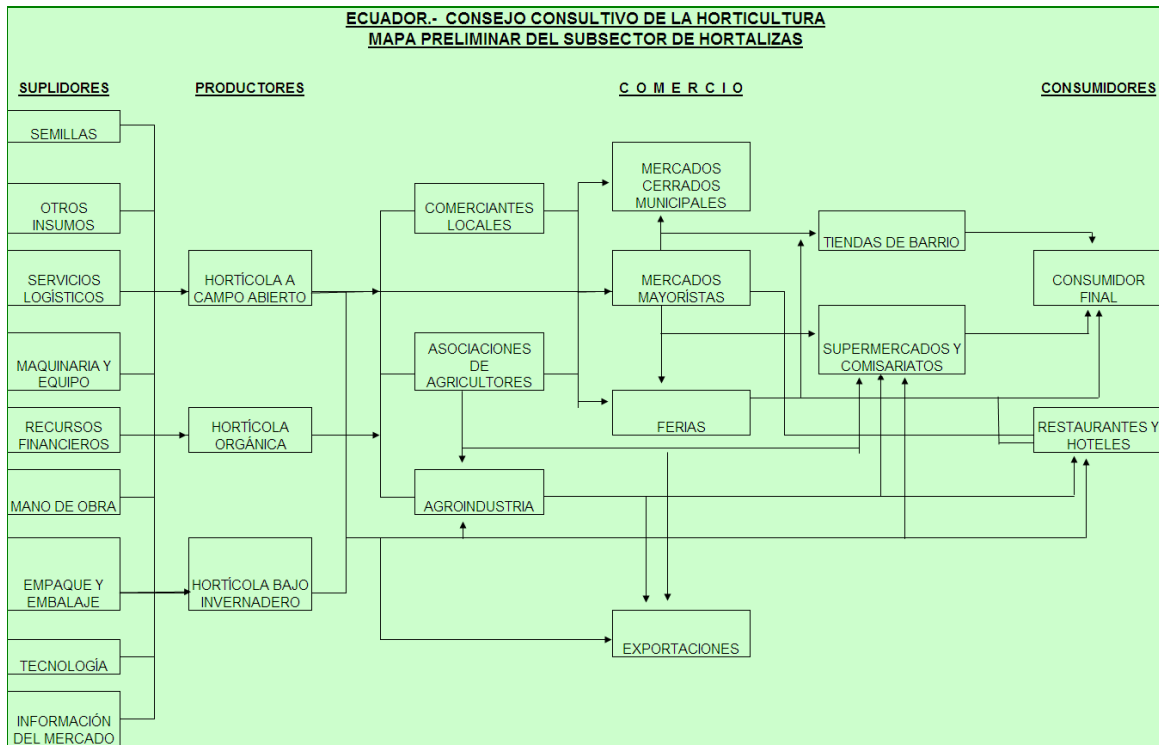 ECUADOR.- CONSEJO CONSULTIVO DE LA HORTICULTURA
MAPA PRELIMINAR DEL SUBSECTOR DE HORTALIZAS
SUPLIDORES
PRODUCTORES
C O M E R C I O
CONSUMIDORES
SEMILLAS
OTROS
INSUMOS
SERVICIOS
LOGÍSTICOS
MAQUINARIA Y
EQUIPO
RECURSOS
FINANCIEROS
MANO DE OBRA
EMPAQUE Y
EMBALAJE
TECNOLOGÍA
INFORMACIÓN
DEL MERCADO
HORTÍCOLA A
CAMPO ABIERTO
HORTÍCOLA
ORGÁNICA
HORTÍCOLA BAJO
INVERNADERO
COMERCIANTES
LOCALES
ASOCIACIONES
DE
AGRICULTORES
AGROINDUSTRIA
MERCADOS
CERRADOS
MUNICIPALES
MERCADOS
MAYORÍSTAS
FERIAS
EXPORTACIONES
TIENDAS DE BARRIO
SUPERMERCADOS Y
COMISARIATOS
CONSUMIDOR
FINAL
RESTAURANTES Y
HOTELES